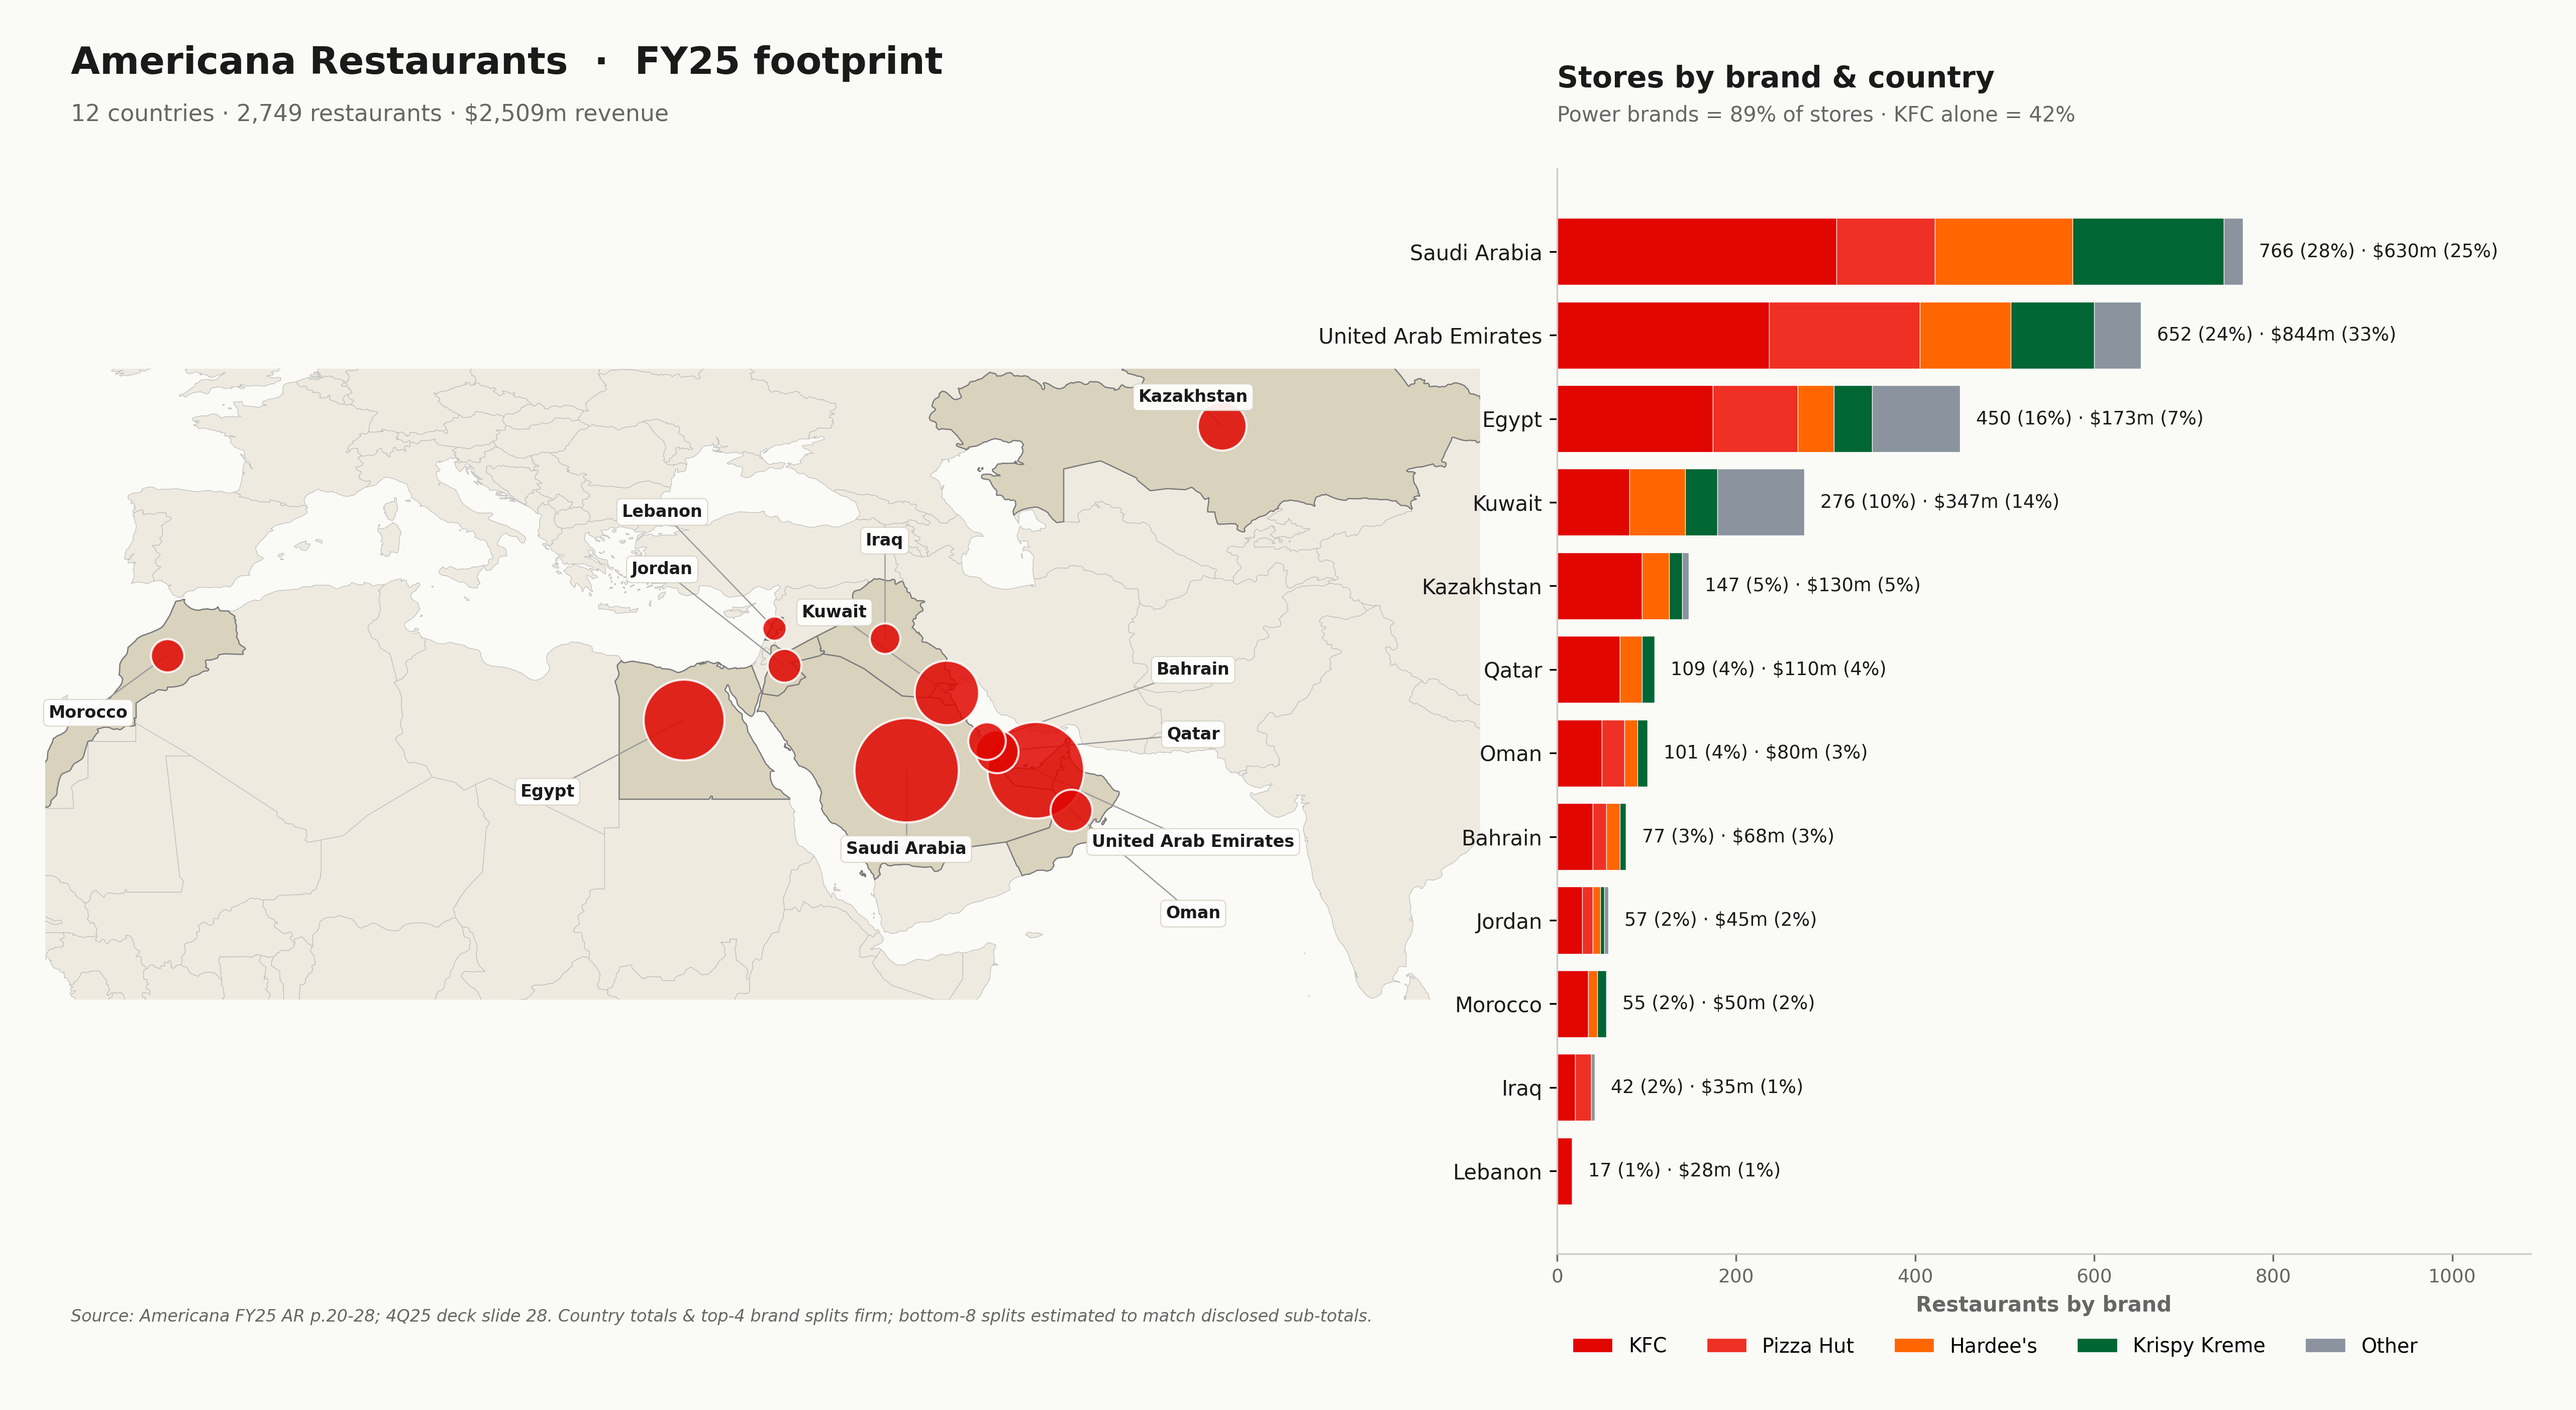 Americana Restaurants · FY25 footprint
12 countries · 2,749 restaurants · $2,509m revenue
Kazakhstan
Lebanon
Iraq
Jordan
Kuwait
Bahrain
Morocco
Qatar
Egypt
United Arab Emirates
Saudi Arabia
Oman
Source: Americana FY25 AR p.20-28; 4Q25 deck slide 28. Country totals & top-4 brand splits firm; bottom-8 splits estimated to match disclosed sub-totals.
Stores by brand & country
Power brands = 89% of stores · KFC alone = 42%
Saudi Arabia 766 (28%) · $630m (25%)
United Arab Emirates 652 (24%) · $844m (33%)
Egypt 450 (16%) · $173m (7%)
Kuwait 276 (10%) · $347m (14%)
Kazakhstan 147 (5%) · $130m (5%)
Qatar 109 (4%) · $110m (4%)
Oman 101 (4%) · $80m (3%)
Bahrain 77 (3%) · $68m (3%)
Jordan 57 (2%) · $45m (2%)
Morocco 55 (2%) · $50m (2%)
Iraq 42 (2%) · $35m (1%)
Lebanon 17 (1%) · $28m (1%)
0 200 400 600 800 1000
Restaurants by brand
KFC Pizza Hut Hardee's Krispy Kreme Other